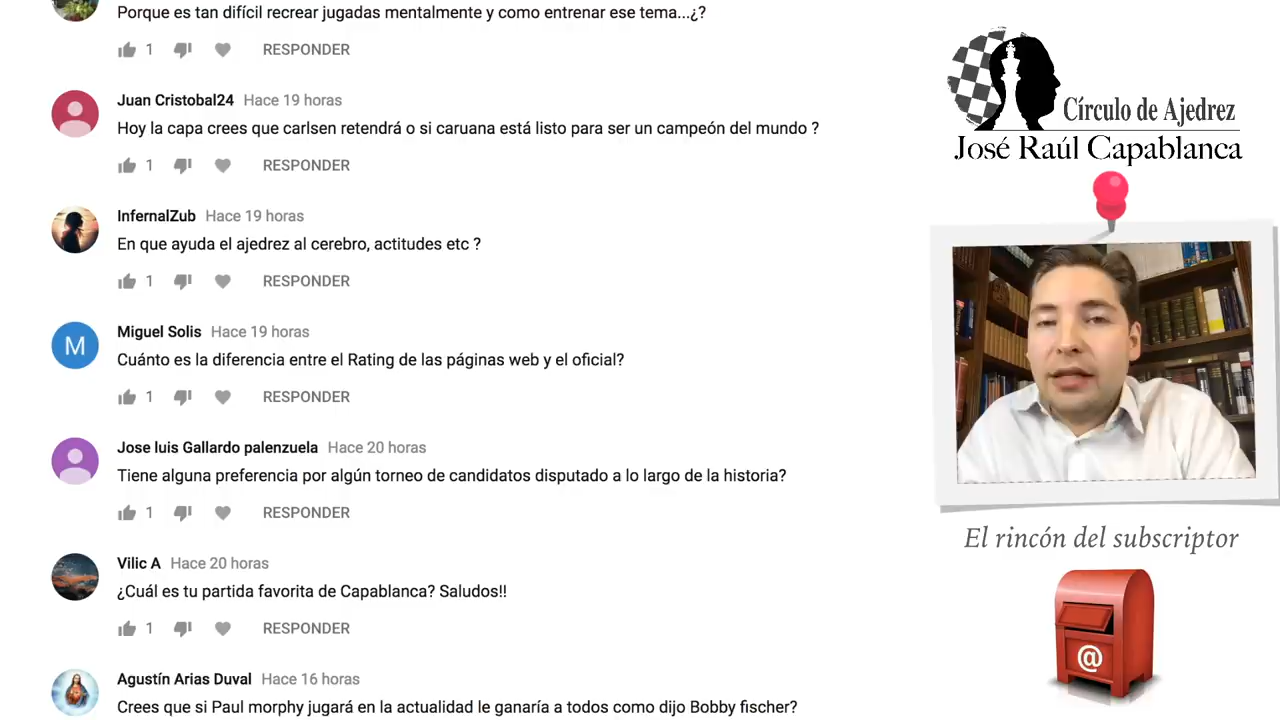 Porque es tan difícil recrear jugadas mentalmente y como entrenar ese tema...¿?
1 RESPONDER
Juan Cristobal24 Hace 19 horas
Hoy la capa crees que carlsen retendrá o si caruana está listo para ser un campeón del mundo ?
1 RESPONDER
InfernalZub Hace 19 horas
En que ayuda el ajedrez al cerebro, actitudes etc ?
1 RESPONDER
M
Miguel Solis Hace 19 horas
Cuánto es la diferencia entre el Rating de las páginas web y el oficial?
1 RESPONDER
Jose luis Gallardo palenzuela Hace 20 horas
Tiene alguna preferencia por algún torneo de candidatos disputado a lo largo de la historia?
1 RESPONDER
Vilic A Hace 20 horas
¿Cuál es tu partida favorita de Capablanca? Saludos!!
1 RESPONDER
Agustín Arias Duval Hace 16 horas
Crees que si Paul morphy jugará en la actualidad le ganaría a todos como dijo Bobby fischer?
Círculo de Ajedrez
José Raúl Capablanca
El rincón del subscriptor
@